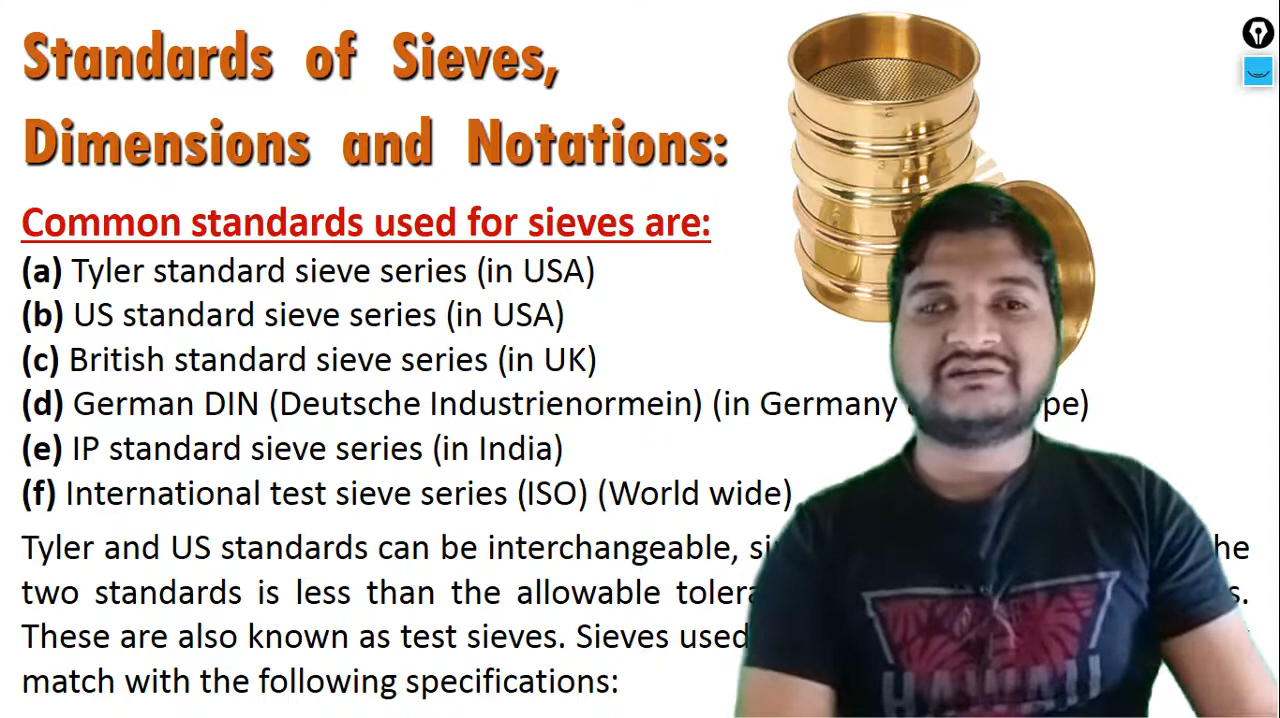 Standards of Sieves,
Dimensions and Notations:
Common standards used for sieves are:
(a) Tyler standard sieve series (in USA)
(b) US standard sieve series (in USA)
(c) British standard sieve series (in UK)
(d) German DIN (Deutsche Industrienormein) (in Germany
(e) IP standard sieve series (in India)
(f) International test sieve series (ISO) (World wide)
Tyler and US standards can be interchangeable,
two standards is less than the allowable
These are also known as test sieves. Sieves used
match with the following specifications:
HAWAII